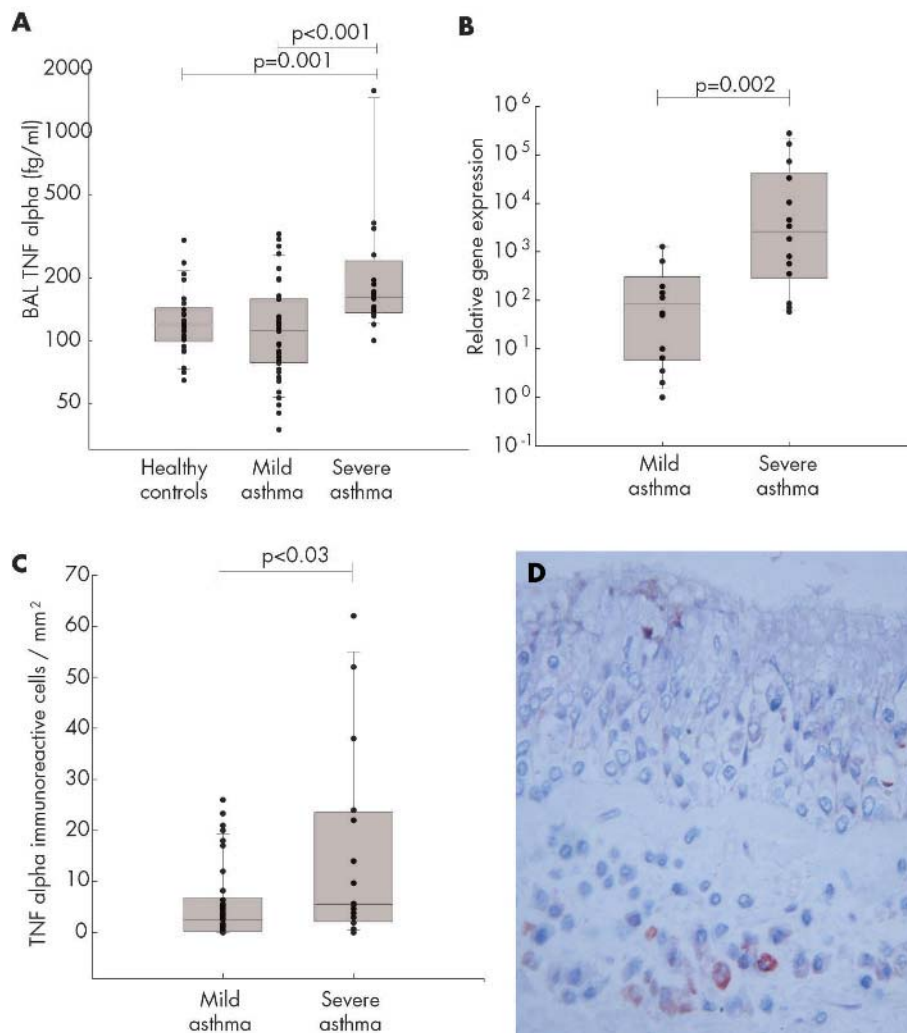 A
p<0.001
p=0.001
2000
1000
500
200
100
50
BAL TNF alpha (fg/ml)
Healthy controls
Mild asthma
Severe asthma
B
p=0.002
10^6
10^5
10^4
10^3
10^2
10^1
10^0
10^-1
Relative gene expression
Mild asthma
Severe asthma
C
p<0.03
70
60
50
40
30
20
10
0
TNF alpha immunoreactive cells / mm^2
Mild asthma
Severe asthma
D